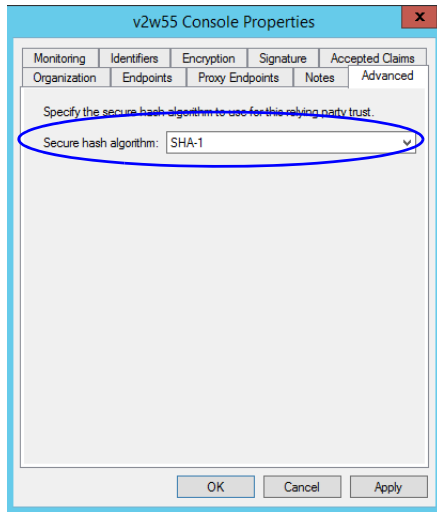 v2w55 Console Properties
x
Monitoring Identifiers Encryption Signature Accepted Claims
Organization Endpoints Proxy Endpoints Notes Advanced
Specify the secure hash algorithm to use for this relying party trust.
Secure hash algorithm: SHA-1
OK Cancel Apply